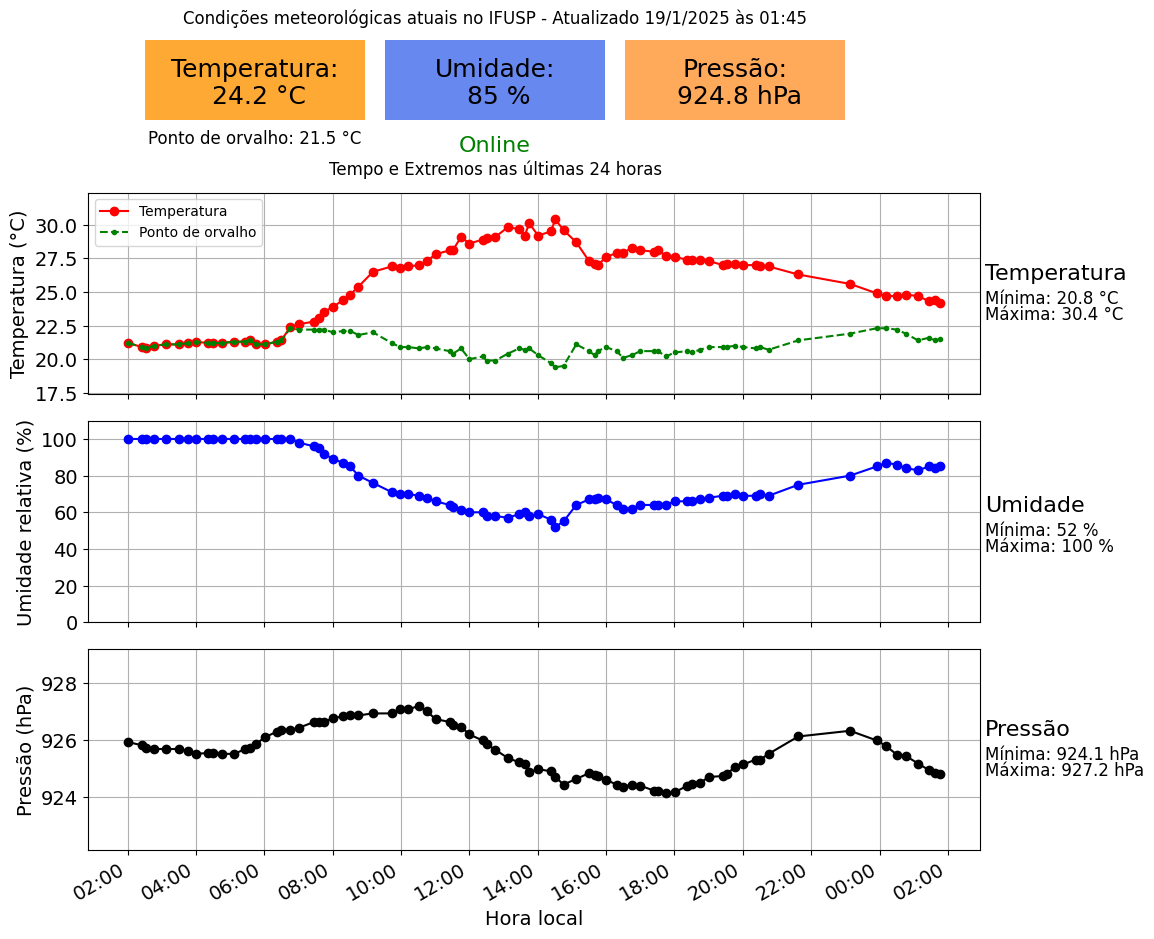 Condições meteorológicas atuais no IFUSP - Atualizado 19/1/2025 às 01:45
Temperatura:
24.2 °C
Umidade:
85 %
Pressão:
924.8 hPa
Ponto de orvalho: 21.5 °C
Online
Tempo e Extremos nas últimas 24 horas
Temperatura (°C)
30.0
27.5
25.0
22.5
20.0
17.5
Temperatura
Ponto de orvalho
Temperatura
Mínima: 20.8 °C
Máxima: 30.4 °C
Umidade relativa (%)
100
80
60
40
20
0
Umidade
Mínima: 52 %
Máxima: 100 %
Pressão (hPa)
928
926
924
Pressão
Mínima: 924.1 hPa
Máxima: 927.2 hPa
02:00
04:00
06:00
08:00
10:00
12:00
14:00
16:00
18:00
20:00
22:00
00:00
02:00
Hora local